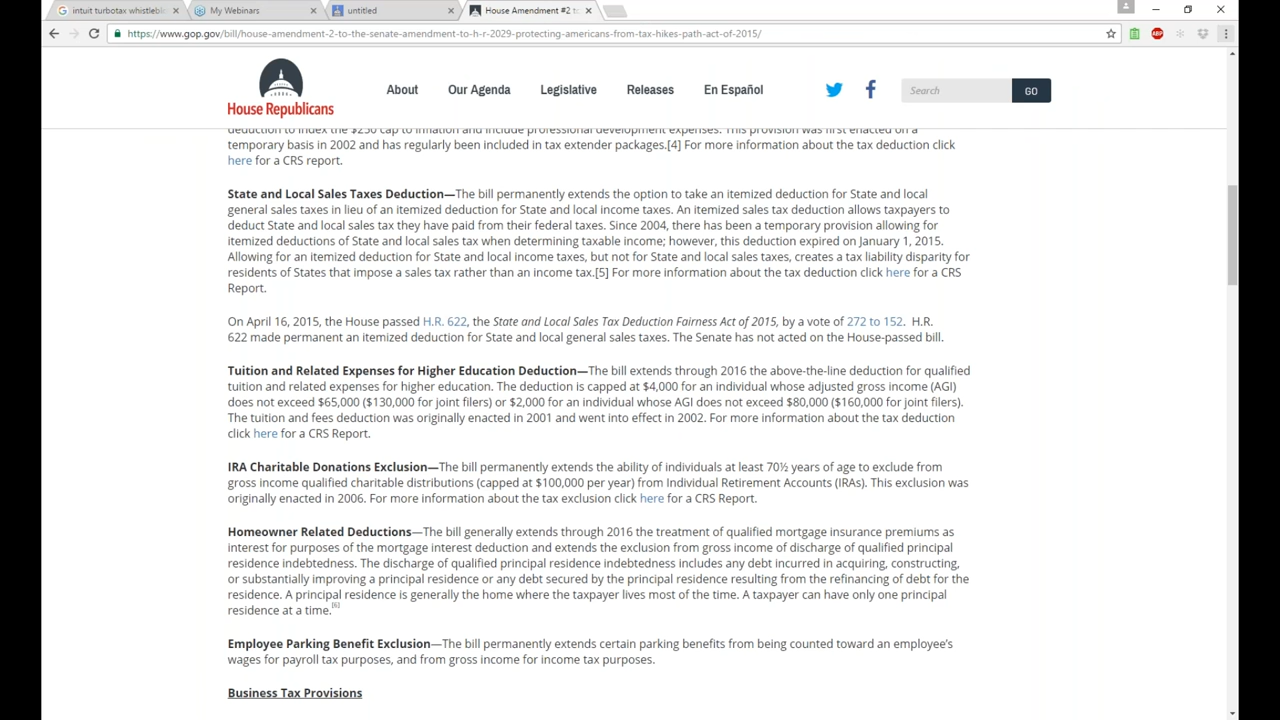 intuit turbotax whistlebl
My Webinars
untitled
House Amendment #2 to
https://www.gop.gov/bill/house-amendment-2-to-the-senate-amendment-to-h-r-2029-protecting-americans-from-tax-hikes-path-act-of-2015/
ABP
House Republicans
About
Our Agenda
Legislative
Releases
En Español
Search
GO
deduction to index the $250 cap to inflation and include professional development expenses. This provision was first enacted on a
temporary basis in 2002 and has regularly been included in tax extender packages.[4] For more information about the tax deduction click
here for a CRS report.
State and Local Sales Taxes Deduction—The bill permanently extends the option to take an itemized deduction for State and local
general sales taxes in lieu of an itemized deduction for State and local income taxes. An itemized sales tax deduction allows taxpayers to
deduct State and local sales tax they have paid from their federal taxes. Since 2004, there has been a temporary provision allowing for
itemized deductions of State and local sales tax when determining taxable income; however, this deduction expired on January 1, 2015.
Allowing for an itemized deduction for State and local income taxes, but not for State and local sales taxes, creates a tax liability disparity for
residents of States that impose a sales tax rather than an income tax.[5] For more information about the tax deduction click here for a CRS
Report.
On April 16, 2015, the House passed H.R. 622, the State and Local Sales Tax Deduction Fairness Act of 2015, by a vote of 272 to 152. H.R.
622 made permanent an itemized deduction for State and local general sales taxes. The Senate has not acted on the House-passed bill.
Tuition and Related Expenses for Higher Education Deduction—The bill extends through 2016 the above-the-line deduction for qualified
tuition and related expenses for higher education. The deduction is capped at $4,000 for an individual whose adjusted gross income (AGI)
does not exceed $65,000 ($130,000 for joint filers) or $2,000 for an individual whose AGI does not exceed $80,000 ($160,000 for joint filers).
The tuition and fees deduction was originally enacted in 2001 and went into effect in 2002. For more information about the tax deduction
click here for a CRS Report.
IRA Charitable Donations Exclusion—The bill permanently extends the ability of individuals at least 70½ years of age to exclude from
gross income qualified charitable distributions (capped at $100,000 per year) from Individual Retirement Accounts (IRAs). This exclusion was
originally enacted in 2006. For more information about the tax exclusion click here for a CRS Report.
Homeowner Related Deductions—The bill generally extends through 2016 the treatment of qualified mortgage insurance premiums as
interest for purposes of the mortgage interest deduction and extends the exclusion from gross income of discharge of qualified principal
residence indebtedness. The discharge of qualified principal residence indebtedness includes any debt incurred in acquiring, constructing,
or substantially improving a principal residence or any debt secured by the principal residence resulting from the refinancing of debt for the
residence. A principal residence is generally the home where the taxpayer lives most of the time. A taxpayer can have only one principal
residence at a time.[6]
Employee Parking Benefit Exclusion—The bill permanently extends certain parking benefits from being counted toward an employee's
wages for payroll tax purposes, and from gross income for income tax purposes.
Business Tax Provisions